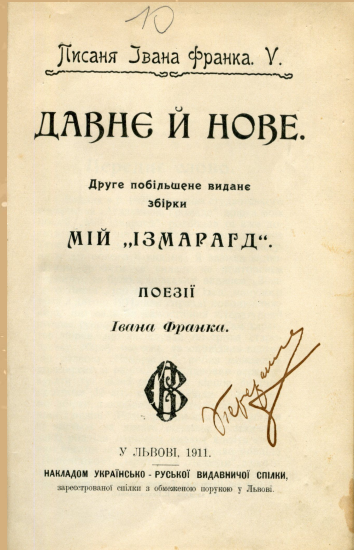 Писаня Івана Франка. V.
ДАВНЄ Й НОВЕ.
Друге побільшене виданє
збірки
МІЙ „ІЗМАРАГД“.
ПОЕЗІЇ
Івана Франка.
У ЛЬВОВІ, 1911.
НАКЛАДОМ УКРАЇНСЬКО-РУСЬКОЇ ВИДАВНИЧОЇ СПІЛКИ,
зареєстрованої спілки з обмеженою порукою у Львові.